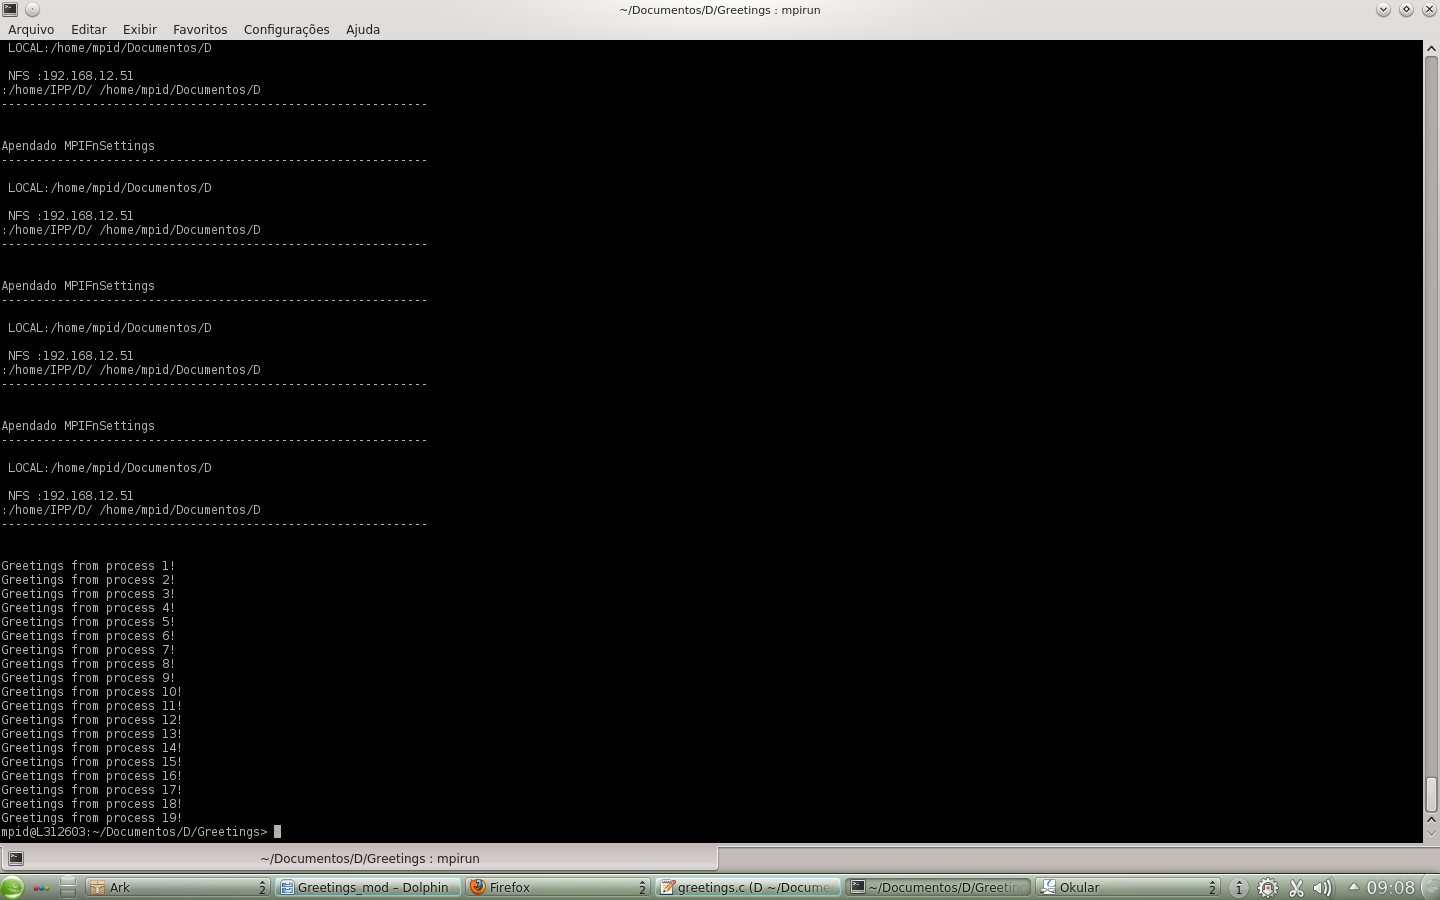 ~/Documentos/D/Greetings : mpirun
Arquivo Editar Exibir Favoritos Configurações Ajuda
LOCAL:/home/mpid/Documentos/D
NFS :192.168.12.51
:/home/IPP/D/ /home/mpid/Documentos/D
-------------------------------------------------------------
Apendado MPIFnSettings
-------------------------------------------------------------
LOCAL:/home/mpid/Documentos/D
NFS :192.168.12.51
:/home/IPP/D/ /home/mpid/Documentos/D
-------------------------------------------------------------
Apendado MPIFnSettings
-------------------------------------------------------------
LOCAL:/home/mpid/Documentos/D
NFS :192.168.12.51
:/home/IPP/D/ /home/mpid/Documentos/D
-------------------------------------------------------------
Apendado MPIFnSettings
-------------------------------------------------------------
LOCAL:/home/mpid/Documentos/D
NFS :192.168.12.51
:/home/IPP/D/ /home/mpid/Documentos/D
-------------------------------------------------------------
Greetings from process 1!
Greetings from process 2!
Greetings from process 3!
Greetings from process 4!
Greetings from process 5!
Greetings from process 6!
Greetings from process 7!
Greetings from process 8!
Greetings from process 9!
Greetings from process 10!
Greetings from process 11!
Greetings from process 12!
Greetings from process 13!
Greetings from process 14!
Greetings from process 15!
Greetings from process 16!
Greetings from process 17!
Greetings from process 18!
Greetings from process 19!
mpid@L312603:~/Documentos/D/Greetings>
~/Documentos/D/Greetings : mpirun
Ark 2 Greetings_mod – Dolphin Firefox 2 greetings.c (D ~/Docume ~/Documentos/D/Greetin Okular 2 1 09:08